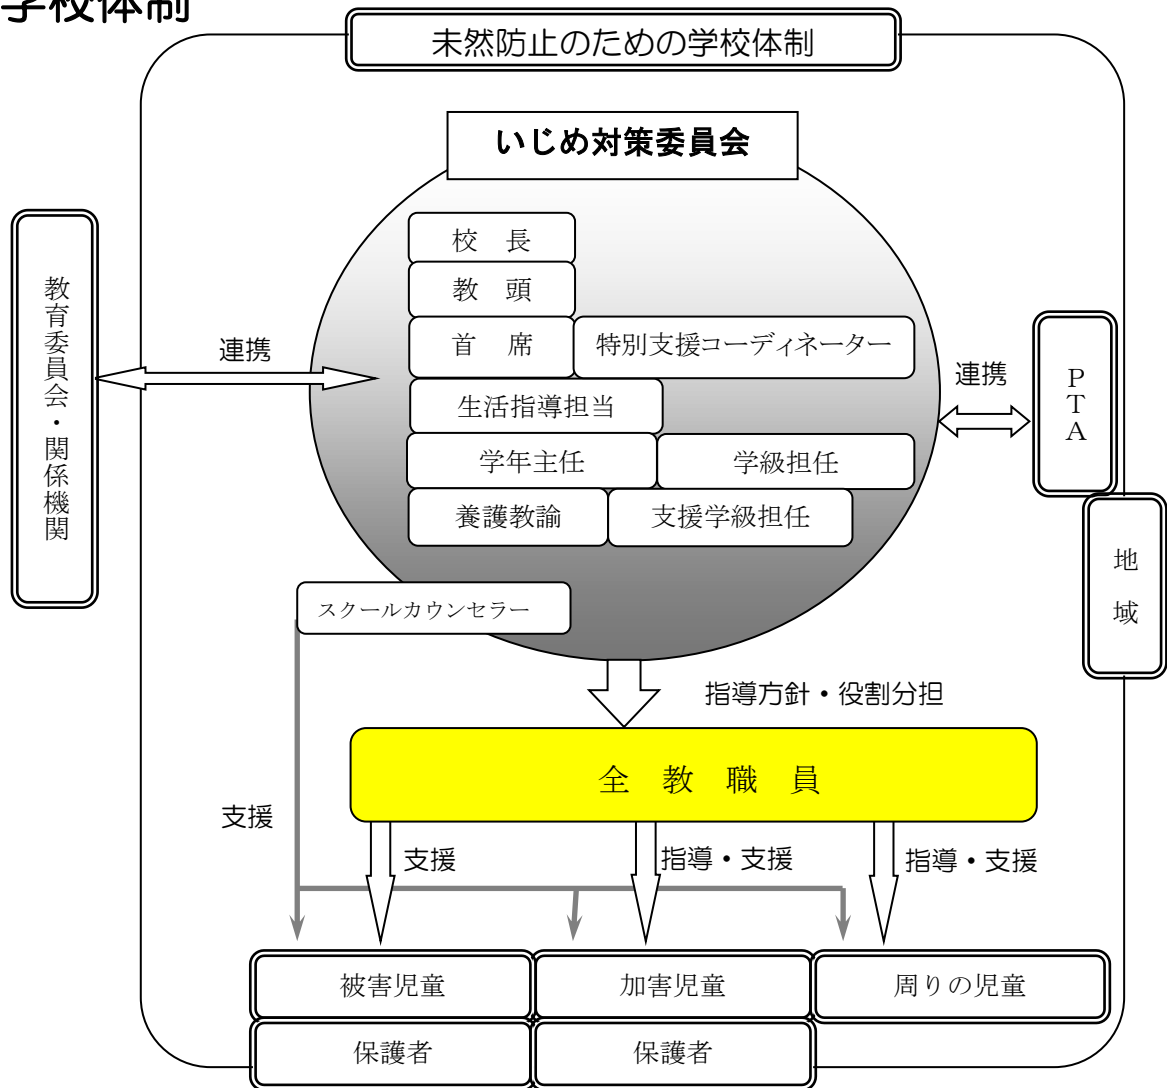 学校体制
未然防止のための学校体制
いじめ対策委員会
校　長
教　頭
首　席
特別支援コーディネーター
生活指導担当
学年主任
学級担任
養護教諭
支援学級担任
スクールカウンセラー
教育委員会・関係機関
連携
連携
PTA
地域
指導方針・役割分担
全　教　職　員
支援
支援
指導・支援
指導・支援
被害児童
加害児童
周りの児童
保護者
保護者